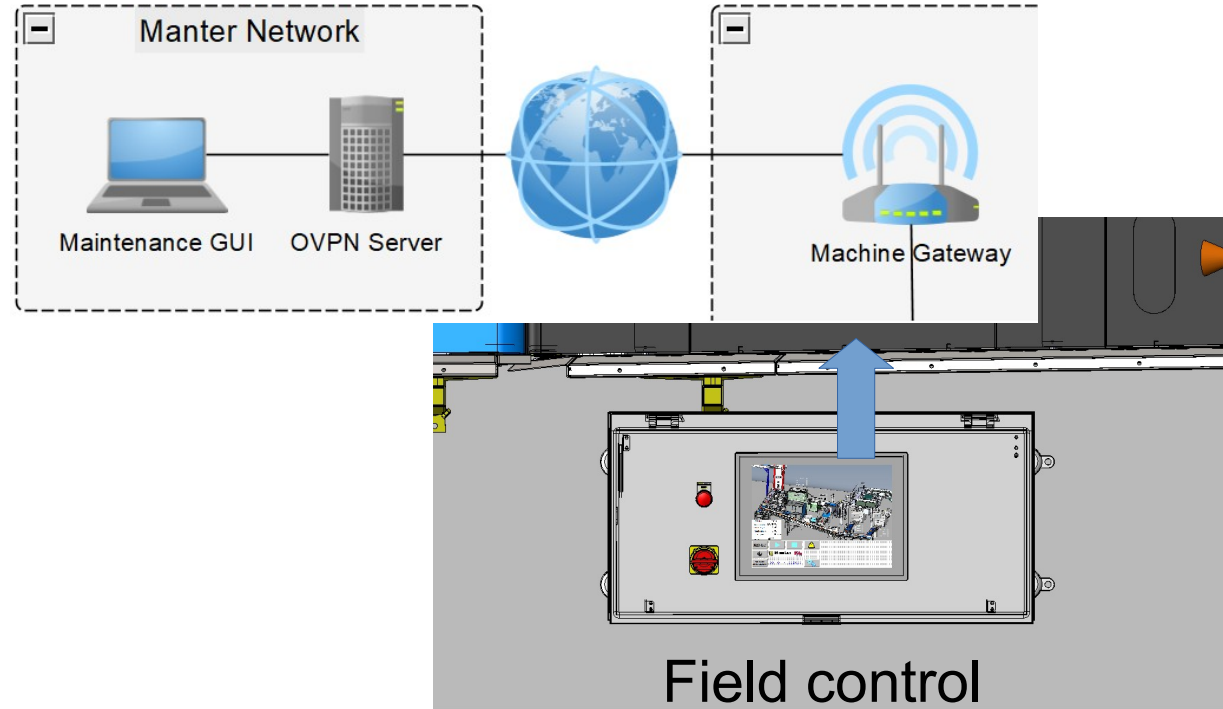 Manter Network
Maintenance GUI
OVPN Server
Machine Gateway
Field control